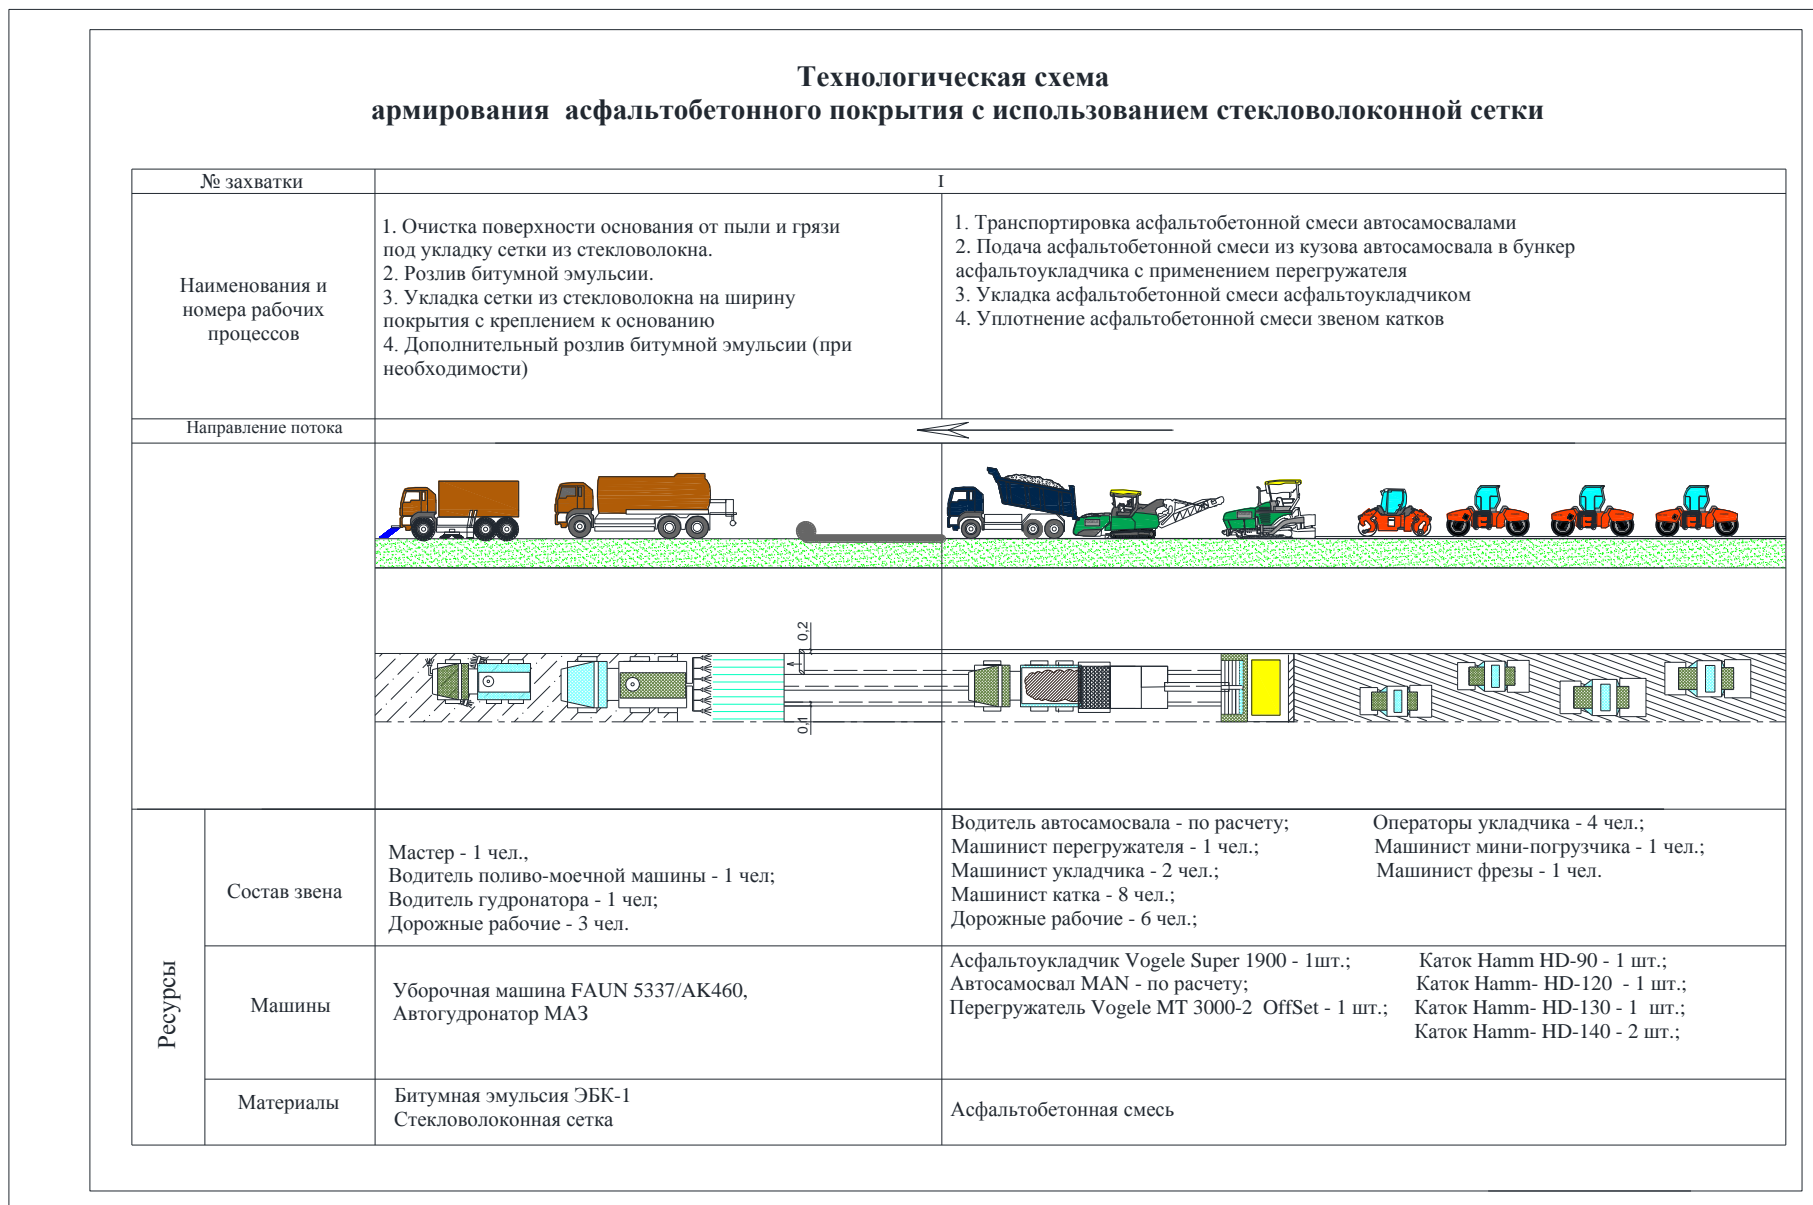 Технологическая схема
армирования асфальтобетонного покрытия с использованием стекловолоконной сетки
№ захватки
I
Наименования и
номера рабочих
процессов
1. Очистка поверхности основания от пыли и грязи
под укладку сетки из стекловолокна.
2. Розлив битумной эмульсии.
3. Укладка сетки из стекловолокна на ширину
покрытия с креплением к основанию
4. Дополнительный розлив битумной эмульсии (при
необходимости)
1. Транспортировка асфальтобетонной смеси автосамосвалами
2. Подача асфальтобетонной смеси из кузова автосамосвала в бункер
асфальтоукладчика с применением перегружателя
3. Укладка асфальтобетонной смеси асфальтоукладчиком
4. Уплотнение асфальтобетонной смеси звеном катков
Направление потока
0,2
0,1
Ресурсы
Состав звена
Мастер - 1 чел.,
Водитель поливо-моечной машины - 1 чел;
Водитель гудронатора - 1 чел;
Дорожные рабочие - 3 чел.
Водитель автосамосвала - по расчету;
Машинист перегружателя - 1 чел.;
Машинист укладчика - 2 чел.;
Машинист катка - 8 чел.;
Дорожные рабочие - 6 чел.;
Операторы укладчика - 4 чел.;
Машинист мини-погрузчика - 1 чел.;
Машинист фрезы - 1 чел.
Машины
Уборочная машина FAUN 5337/AK460,
Автогудронатор МАЗ
Асфальтоукладчик Vogele Super 1900 - 1шт.;
Автосамосвал MAN - по расчету;
Перегружатель Vogele MT 3000-2 OffSet - 1 шт.;
Каток Hamm HD-90 - 1 шт.;
Каток Hamm- HD-120 - 1 шт.;
Каток Hamm- HD-130 - 1 шт.;
Каток Hamm- HD-140 - 2 шт.;
Материалы
Битумная эмульсия ЭБК-1
Стекловолоконная сетка
Асфальтобетонная смесь